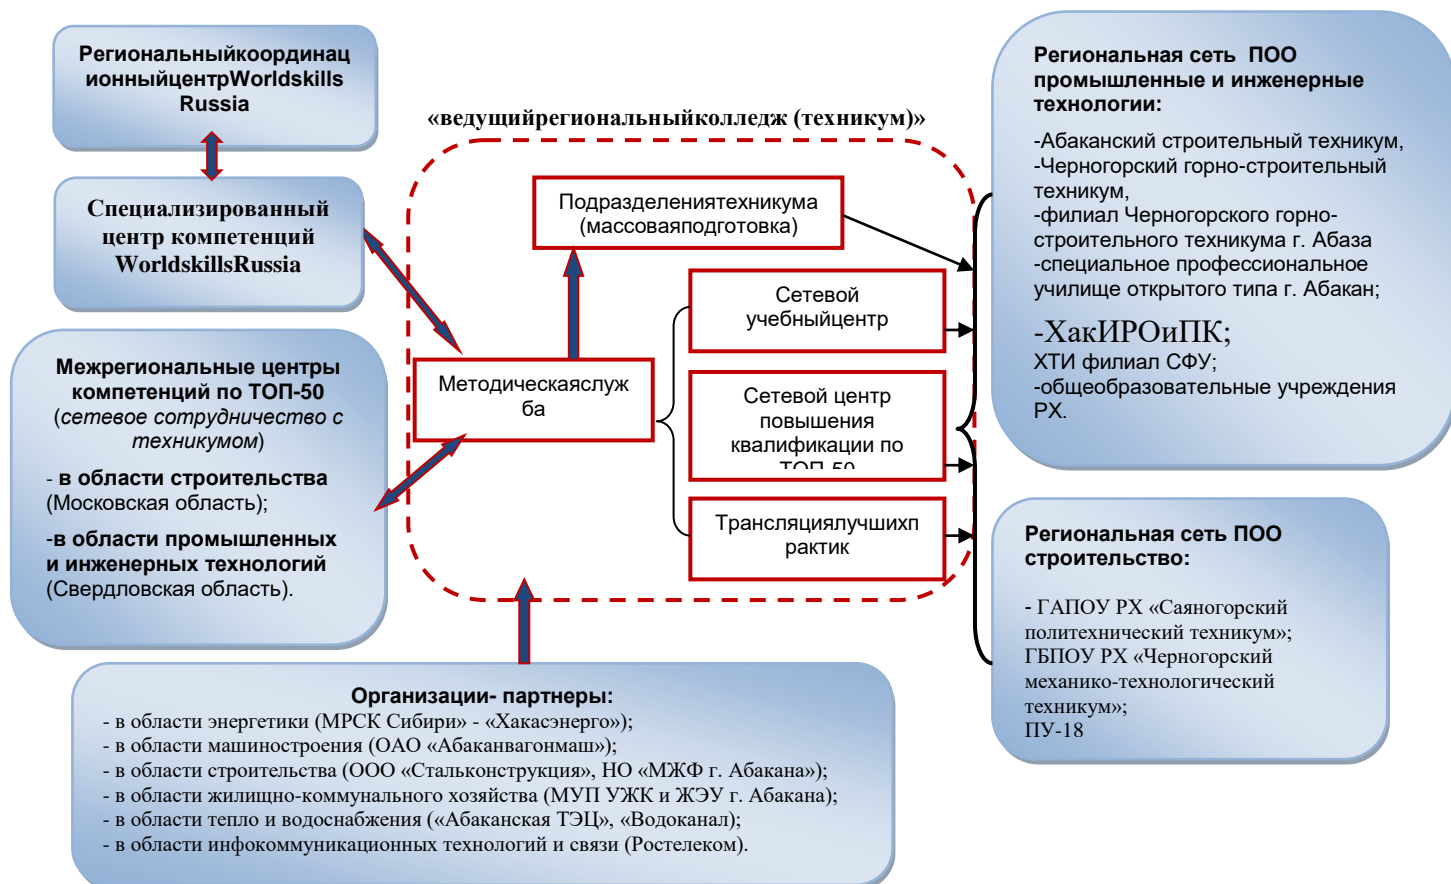 Региональныйкоординац
ионныйцентрWorldskills
Russia
Специализированный
центр компетенций
WorldskillsRussia
Межрегиональные центры
компетенций по ТОП-50
(сетевое сотрудничество с
техникумом)
- в области строительства
(Московская область);
-в области промышленных
и инженерных технологий
(Свердловская область).
«ведущийрегиональныйколледж (техникум)»
Подразделениятехникума
(массоваяподготовка)
Методическаяслуж
ба
Сетевой
учебныйцентр
Сетевой центр
повышения
квалификации по
ТОП-50
Трансляциялучшихп
рактик
Региональная сеть ПОО
промышленные и инженерные
технологии:
-Абаканский строительный техникум,
-Черногорский горно-строительный
техникум,
-филиал Черногорского горно-
строительного техникума г. Абаза
-специальное профессиональное
училище открытого типа г. Абакан;
-ХакИРОиПК;
ХТИ филиал СФУ;
-общеобразовательные учреждения
РХ.
Региональная сеть ПОО
строительство:
- ГАПОУ РХ «Саяногорский
политехнический техникум»;
ГБПОУ РХ «Черногорский
механико-технологический
техникум»;
ПУ-18
Организации- партнеры:
- в области энергетики (МРСК Сибири» - «Хакасэнерго»);
- в области машиностроения (ОАО «Абаканвагонмаш»);
- в области строительства (ООО «Стальконструкция», НО «МЖФ г. Абакана»);
- в области жилищно-коммунального хозяйства (МУП УЖК и ЖЭУ г. Абакана);
- в области тепло и водоснабжения («Абаканская ТЭЦ», «Водоканал);
- в области инфокоммуникационных технологий и связи (Ростелеком).